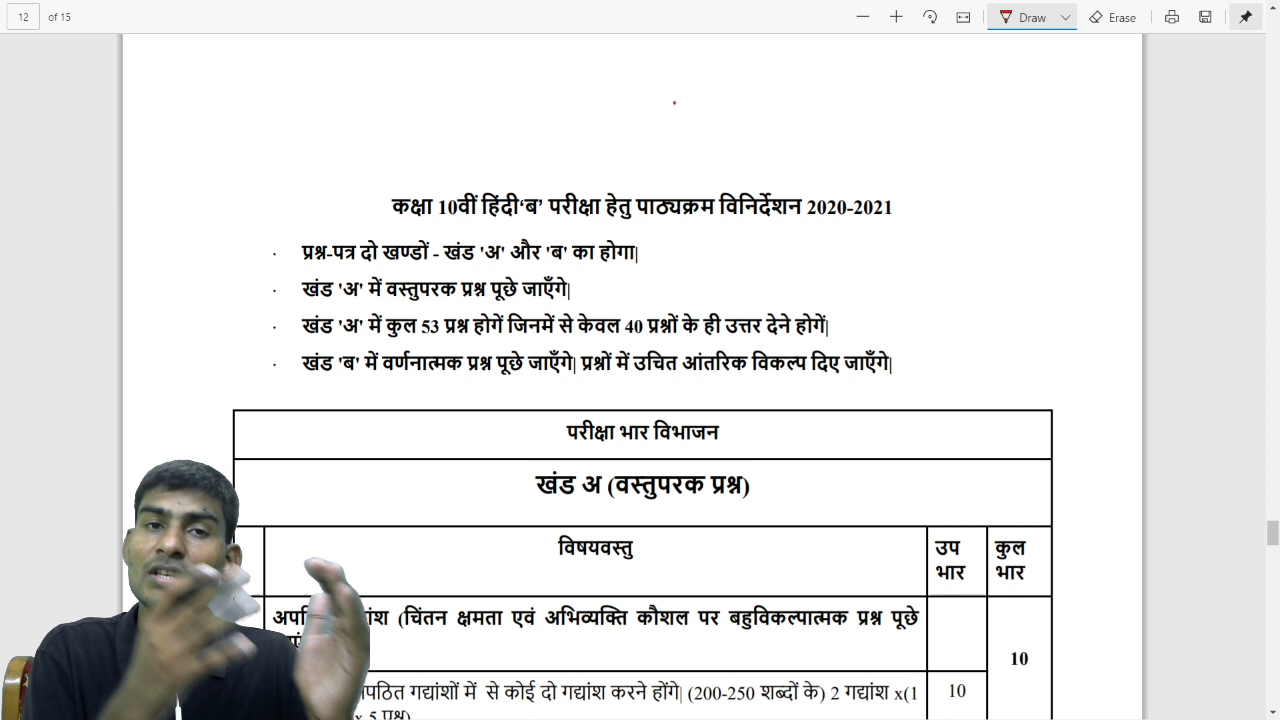 12 of 15
Draw
Erase
कक्षा 10वीं हिंदी‘ब’ परीक्षा हेतु पाठ्यक्रम विनिर्देशन 2020-2021
· प्रश्न-पत्र दो खण्डों - खंड 'अ' और 'ब' का होगा|
· खंड 'अ' में वस्तुपरक प्रश्न पूछे जाएँगे|
· खंड 'अ' में कुल 53 प्रश्न होगें जिनमें से केवल 40 प्रश्नों के ही उत्तर देने होगें|
· खंड 'ब' में वर्णनात्मक प्रश्न पूछे जाएँगे| प्रश्नों में उचित आंतरिक विकल्प दिए जाएँगे|
परीक्षा भार विभाजन
खंड अ (वस्तुपरक प्रश्न)
विषयवस्तु
उप भार
कुल भार
(चिंतन क्षमता एवं अभिव्यक्ति कौशल पर बहुविकल्पात्मक प्रश्न पूछे
10
गद्यांशों में से कोई दो गद्यांश करने होंगे| (200-250 शब्दों के) 2 गद्यांश x(1
10
x 5 प्रश्न)